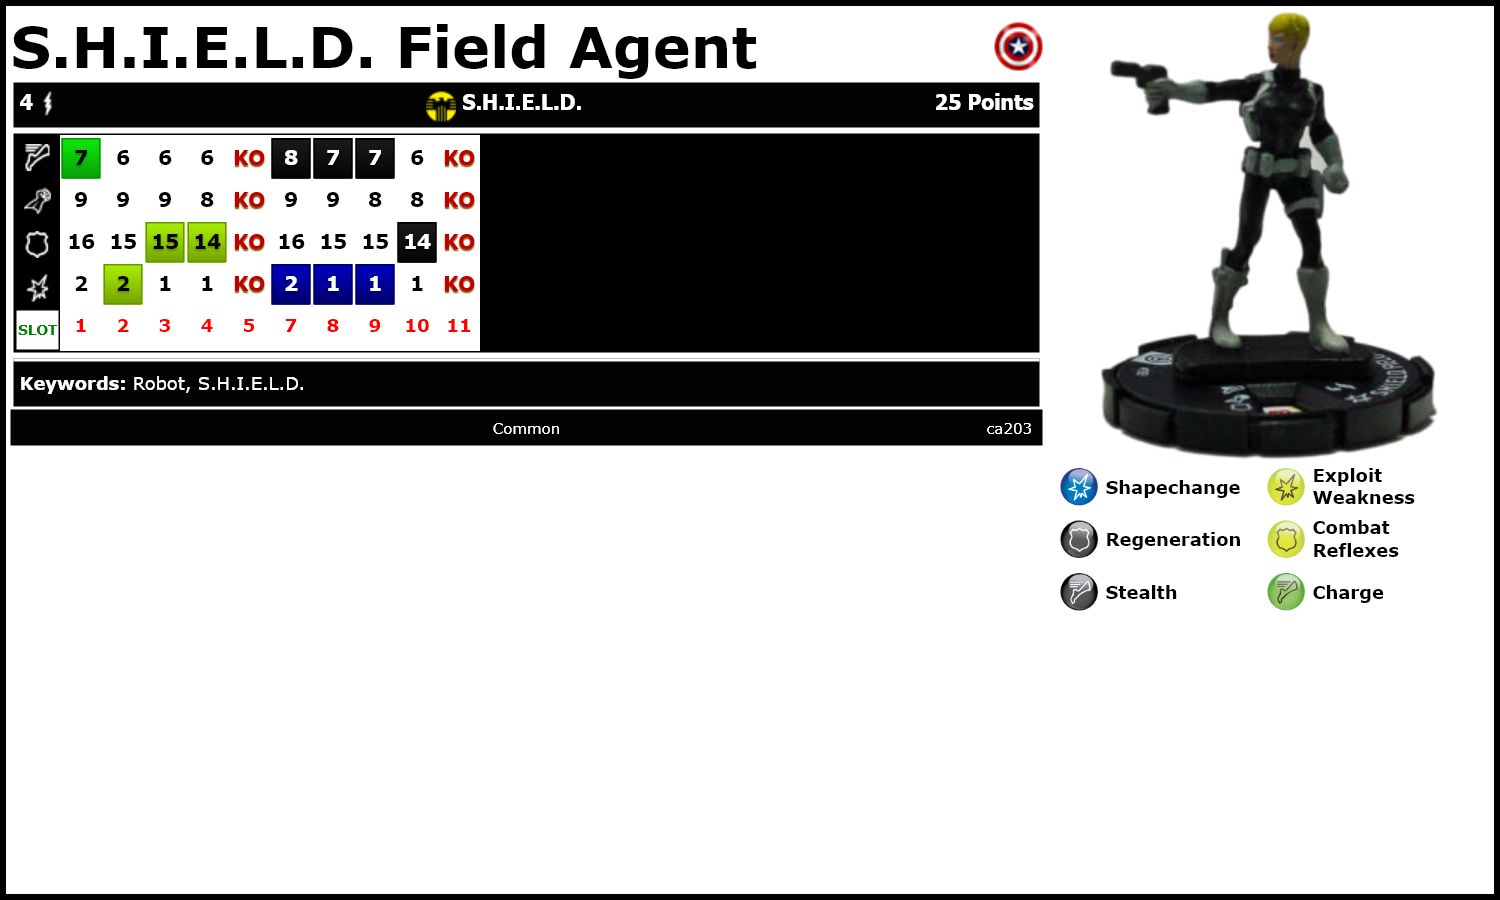 S.H.I.E.L.D. Field Agent
4 S.H.I.E.L.D. 25 Points
7 6 6 6 KO 8 7 7 6 KO
9 9 9 8 KO 9 9 8 8 KO
16 15 15 14 KO 16 15 15 14 KO
2 2 1 1 KO 2 1 1 1 KO
SLOT 1 2 3 4 5 7 8 9 10 11
Keywords: Robot, S.H.I.E.L.D.
Common ca203
SHIELD
Shapechange
Exploit
Weakness
Regeneration
Combat
Reflexes
Stealth
Charge